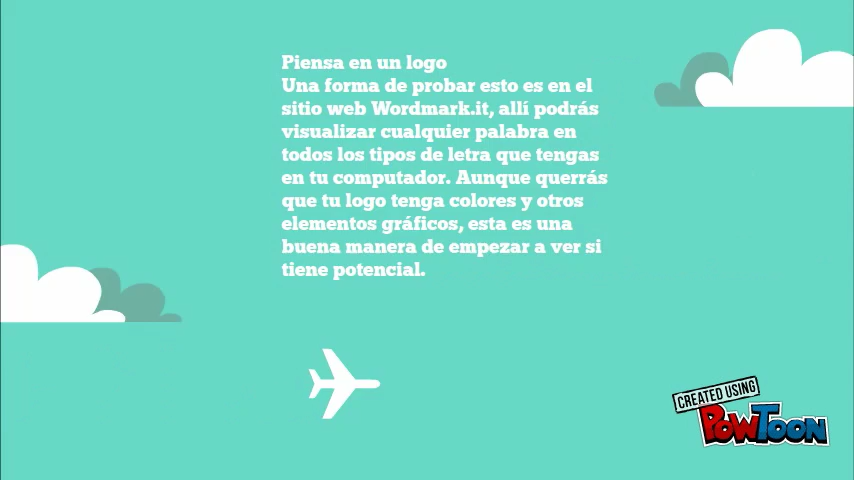 Piensa en un logo
Una forma de probar esto es en el
sitio web Wordmark.it, allí podrás
visualizar cualquier palabra en
todos los tipos de letra que tengas
en tu computador. Aunque querrás
que tu logo tenga colores y otros
elementos gráficos, esta es una
buena manera de empezar a ver si
tiene potencial.
CREATED USING
POWTOON